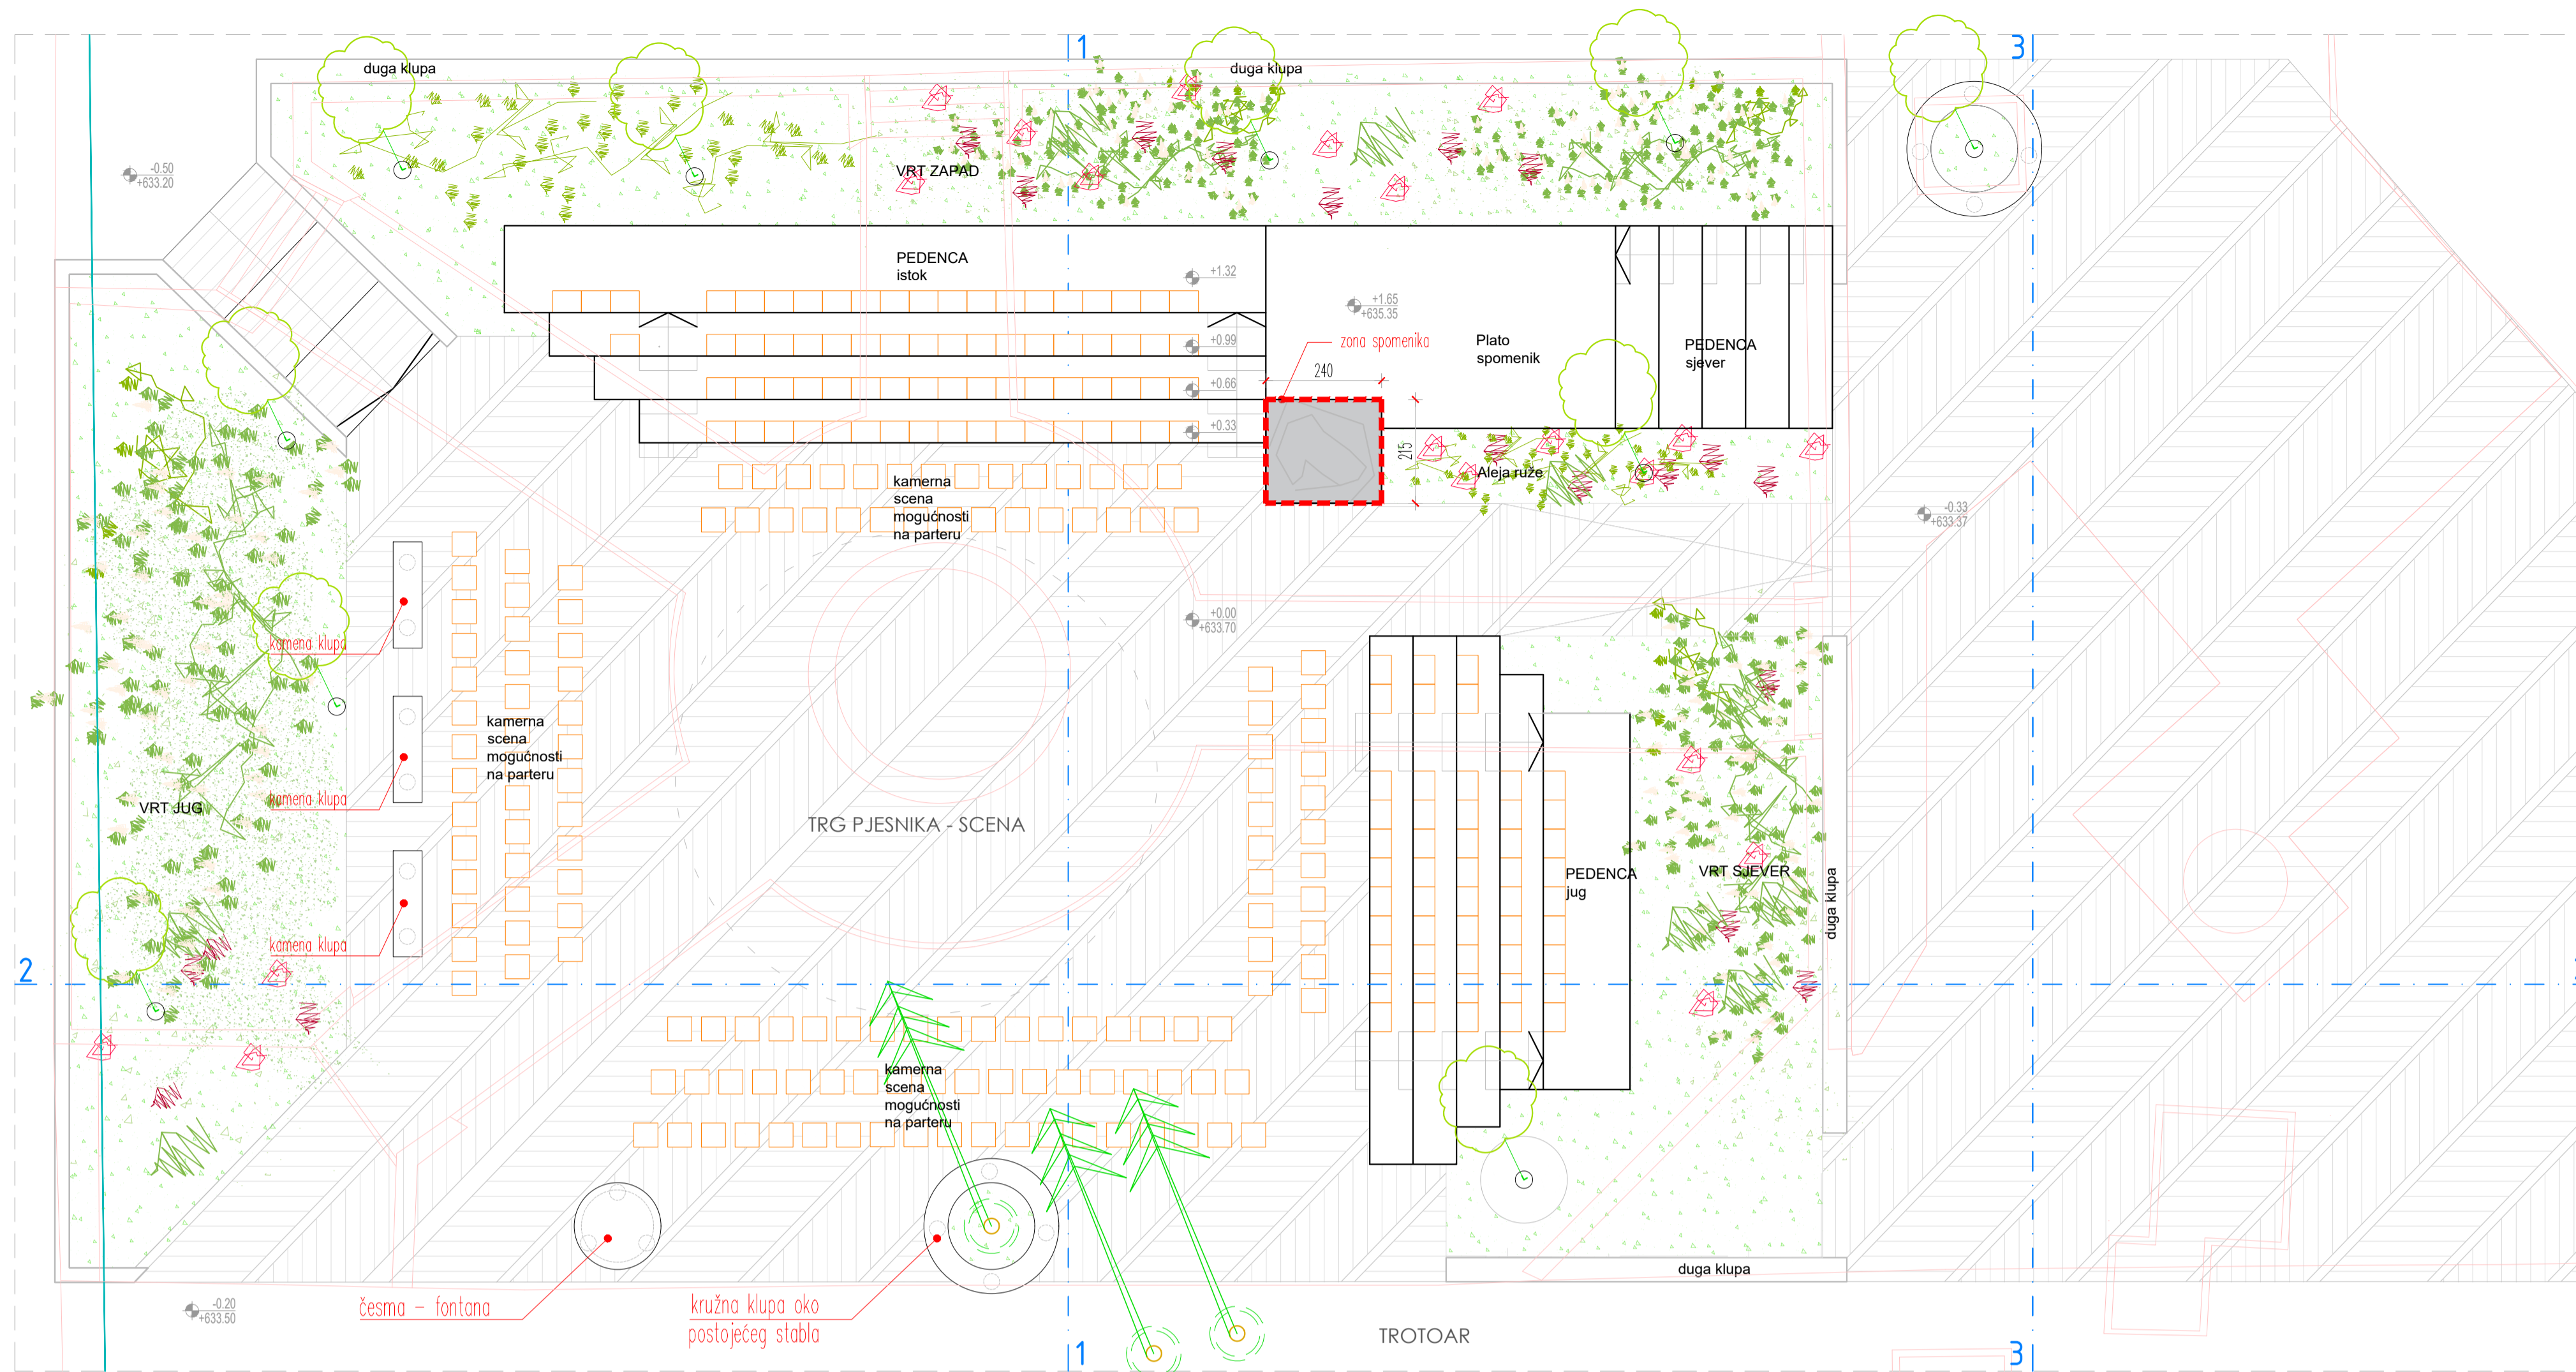 1
3
duga klupa
duga klupa
-0.50
+633.20
VRT ZAPAD
PEDENCA
istok
+1.32
+1.65
+635.35
zona spomenika
Plato
spomenik
PEDENCA
sjever
+0.99
240
+0.66
+0.33
215
Aleja ruže
kamerna
scena
mogućnosti
na parteru
-0.33
+633.37
+0.00
+633.70
kamena klupa
kamerna
scena
mogućnosti
na parteru
kamena klupa
VRT JUG
TRG PJESNIKA - SCENA
PEDENCA
jug
VRT SJEVER
duga klupa
kamena klupa
2
kamerna
scena
mogućnosti
na parteru
duga klupa
-0.20
+633.50
česma - fontana
kružna klupa oko
postojećeg stabla
TROTOAR
1
3